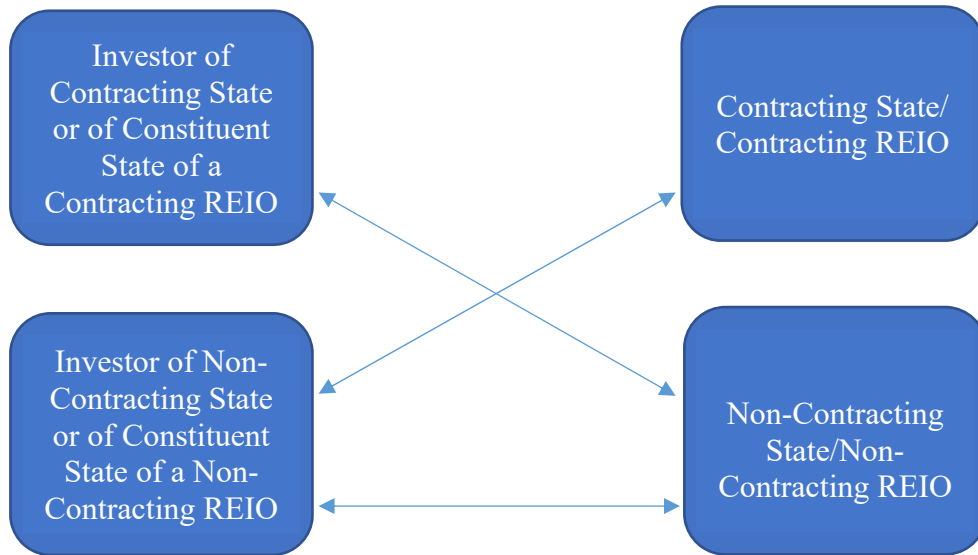 Investor of
Contracting State
or of Constituent
State of a
Contracting REIO
Contracting State/
Contracting REIO
Investor of Non-
Contracting State
or of Constituent
State of a Non-
Contracting REIO
Non-Contracting
State/Non-
Contracting REIO